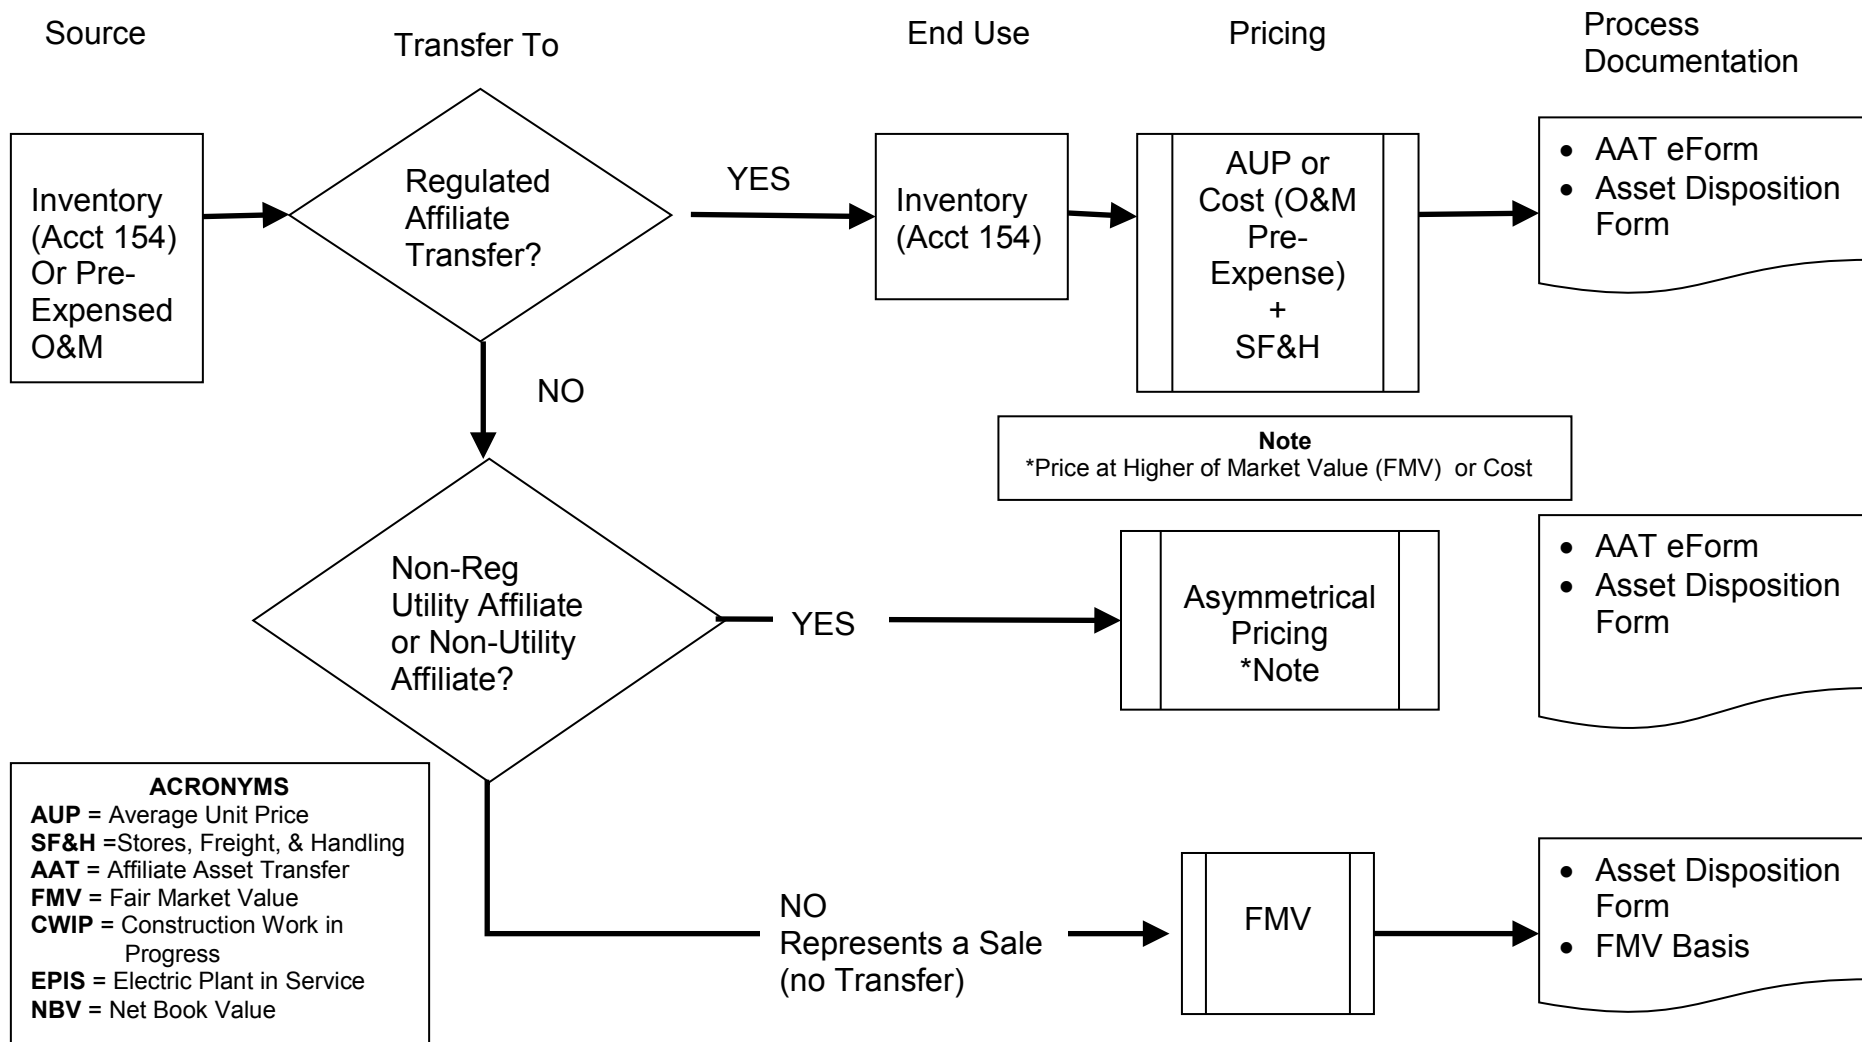 Source
Transfer To
End Use
Pricing
Process
Documentation
Inventory
(Acct 154)
Or Pre-
Expensed
O&M
Regulated
Affiliate
Transfer?
YES
Inventory
(Acct 154)
AUP or
Cost (O&M
Pre-
Expense)
+
SF&H
• AAT eForm
• Asset Disposition
Form
NO
Note
*Price at Higher of Market Value (FMV) or Cost
Non-Reg
Utility Affiliate
or Non-Utility
Affiliate?
YES
Asymmetrical
Pricing
*Note
• AAT eForm
• Asset Disposition
Form
ACRONYMS
AUP = Average Unit Price
SF&H =Stores, Freight, & Handling
AAT = Affiliate Asset Transfer
FMV = Fair Market Value
CWIP = Construction Work in
Progress
EPIS = Electric Plant in Service
NBV = Net Book Value
NO
Represents a Sale
(no Transfer)
FMV
• Asset Disposition
Form
• FMV Basis